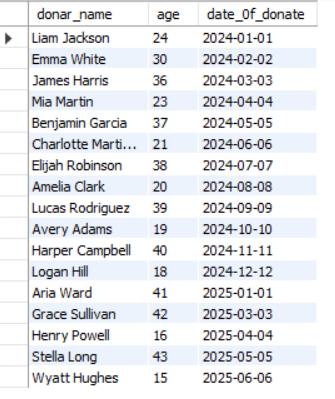 donar_name age date_0f_donate
Liam Jackson 24 2024-01-01
Emma White 30 2024-02-02
James Harris 36 2024-03-03
Mia Martin 23 2024-04-04
Benjamin Garcia 37 2024-05-05
Charlotte Marti... 21 2024-06-06
Elijah Robinson 38 2024-07-07
Amelia Clark 20 2024-08-08
Lucas Rodriguez 39 2024-09-09
Avery Adams 19 2024-10-10
Harper Campbell 40 2024-11-11
Logan Hill 18 2024-12-12
Aria Ward 41 2025-01-01
Grace Sullivan 42 2025-03-03
Henry Powell 16 2025-04-04
Stella Long 43 2025-05-05
Wyatt Hughes 15 2025-06-06